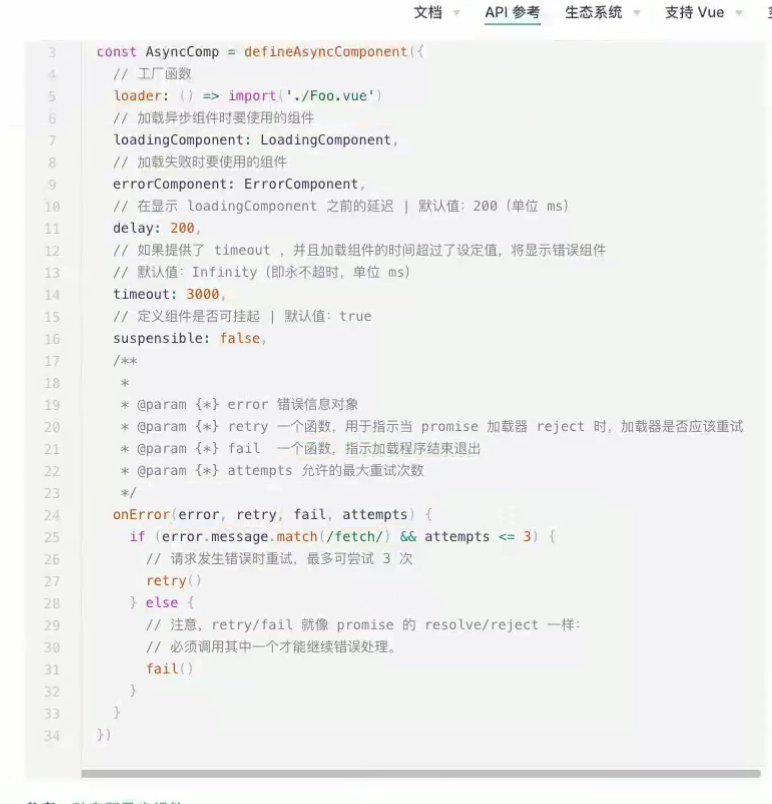 文档 API 参考 生态系统 支持 Vue
3 const AsyncComp = defineAsyncComponent({
4 // 工厂函数
5 loader: () => import('./Foo.vue')
6 // 加载异步组件时要使用的组件
7 loadingComponent: LoadingComponent,
8 // 加载失败时要使用的组件
9 errorComponent: ErrorComponent,
10 // 在显示 loadingComponent 之前的延迟 | 默认值：200（单位 ms）
11 delay: 200,
12 // 如果提供了 timeout ，并且加载组件的时间超过了设定值，将显示错误组件
13 // 默认值：Infinity（即永不超时，单位 ms）
14 timeout: 3000,
15 // 定义组件是否可挂起 | 默认值：true
16 suspensible: false,
17 /**
18 *
19 * @param {*} error 错误信息对象
20 * @param {*} retry 一个函数，用于指示当 promise 加载器 reject 时，加载器是否应该重试
21 * @param {*} fail  一个函数，指示加载程序结束退出
22 * @param {*} attempts 允许的最大重试次数
23 */
24 onError(error, retry, fail, attempts) {
25 if (error.message.match(/fetch/) && attempts <= 3) {
26 // 请求发生错误时重试，最多可尝试 3 次
27 retry()
28 } else {
29 // 注意，retry/fail 就像 promise 的 resolve/reject 一样：
30 // 必须调用其中一个才能继续错误处理。
31 fail()
32 }
33 }
34 })